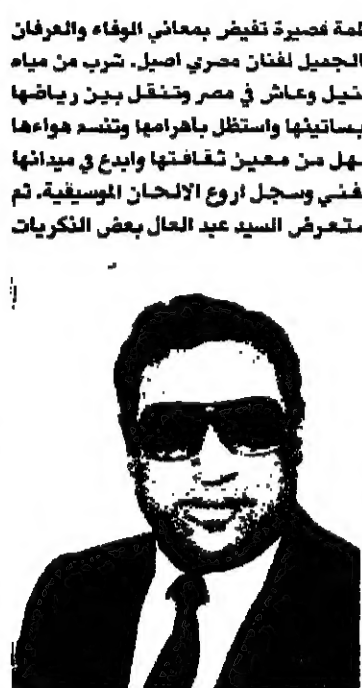 لمة قصيرة تفيض بمعاني الوفاء والعرفان
الجميل لفنان مصري اصيل. شرب من مياه
نيل وعاش في مصر وتنقل بين رياضها
بساتينها واستظل بأهرامها وتنسم هواءها
نهل من معين ثقافتها وابدع في ميدانها
لفني وسجل اروع الالحان الموسيقية. ثم
ستعرض السيد عبد العال بعض الذكريات